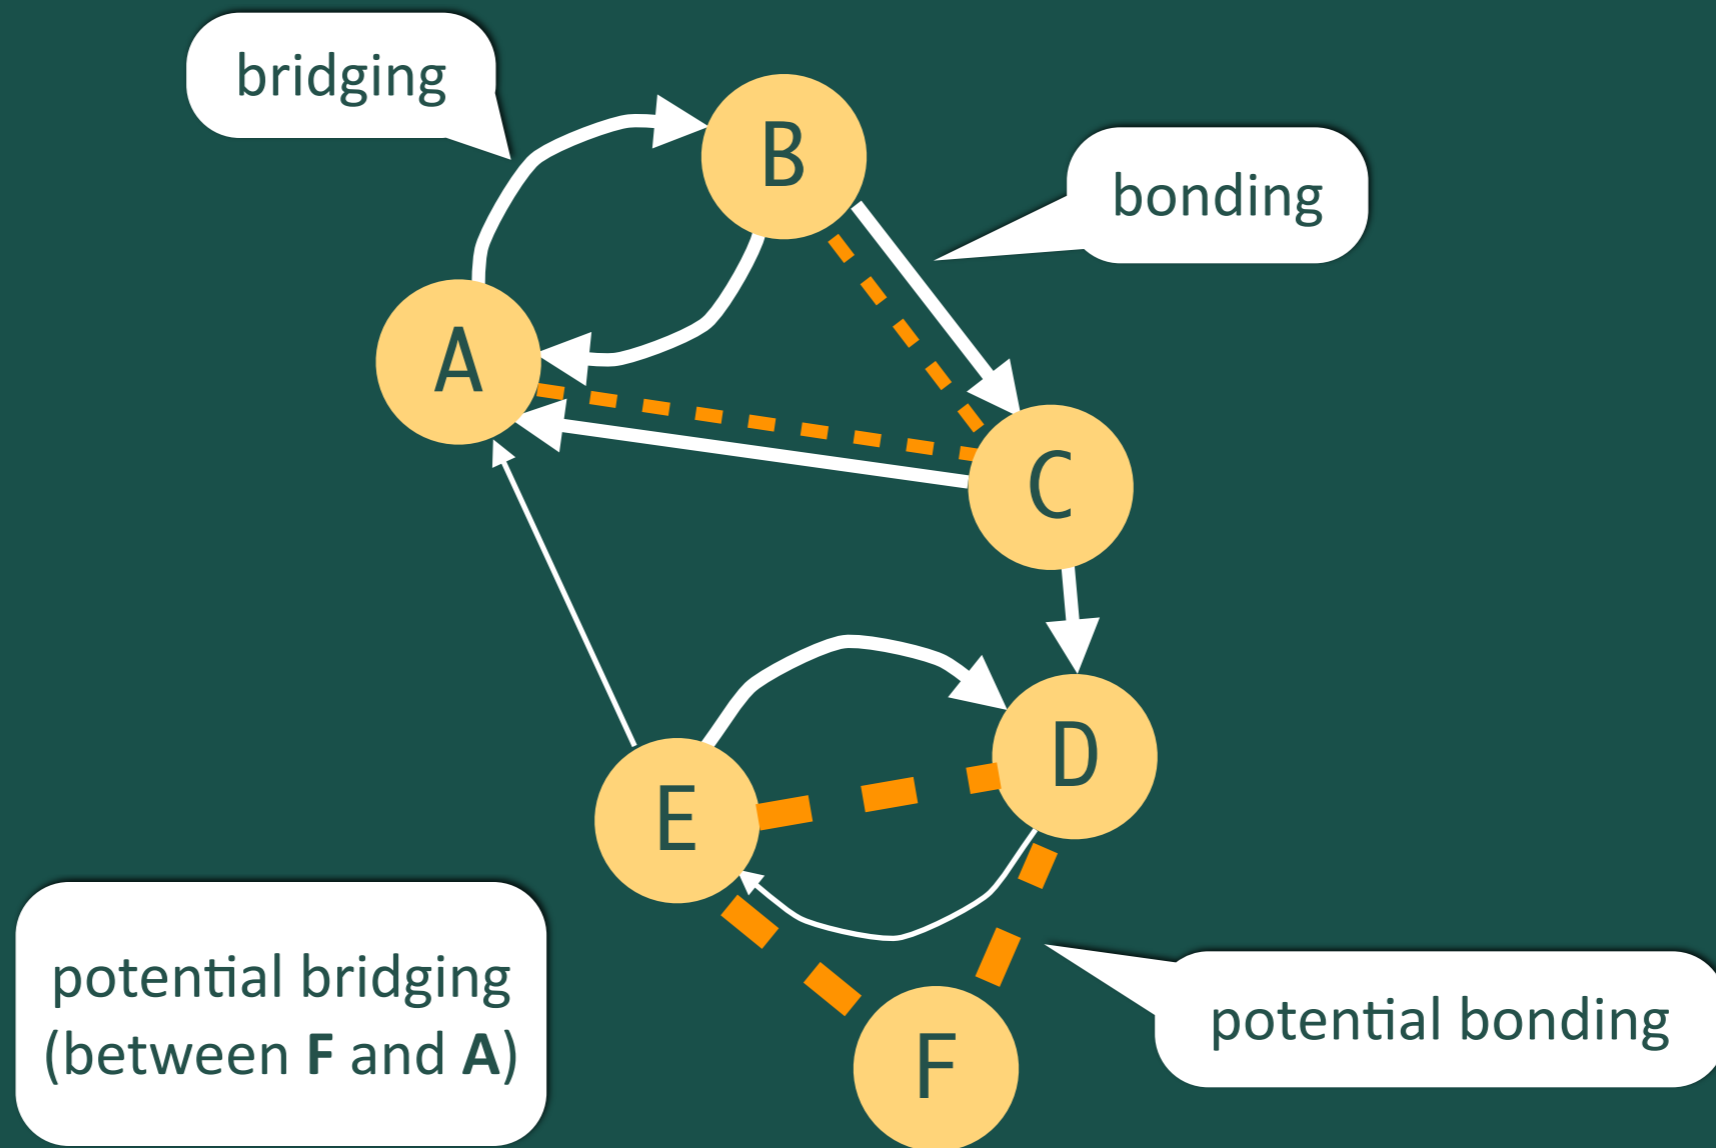 bridging
B
bonding
A
C
D
E
potential bridging
(between F and A)
potential bonding
F